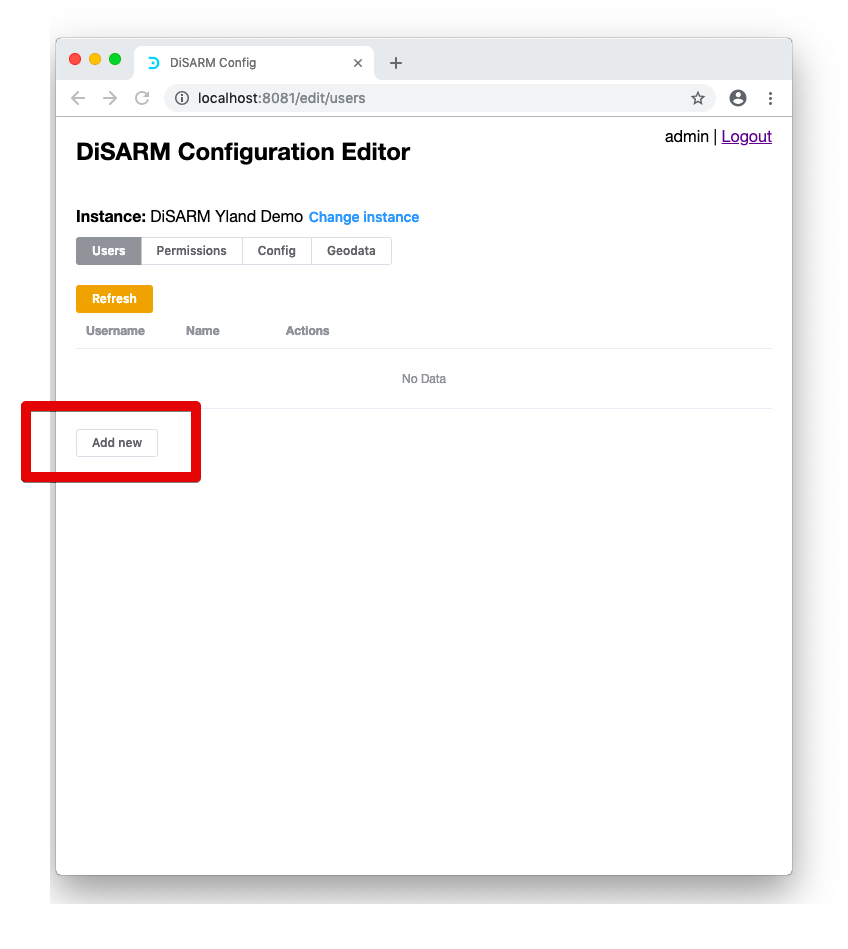 DiSARM Config
localhost:8081/edit/users
admin | Logout
DiSARM Configuration Editor
Instance: DiSARM Yland Demo Change instance
Users Permissions Config Geodata
Refresh
Username Name Actions
No Data
Add new